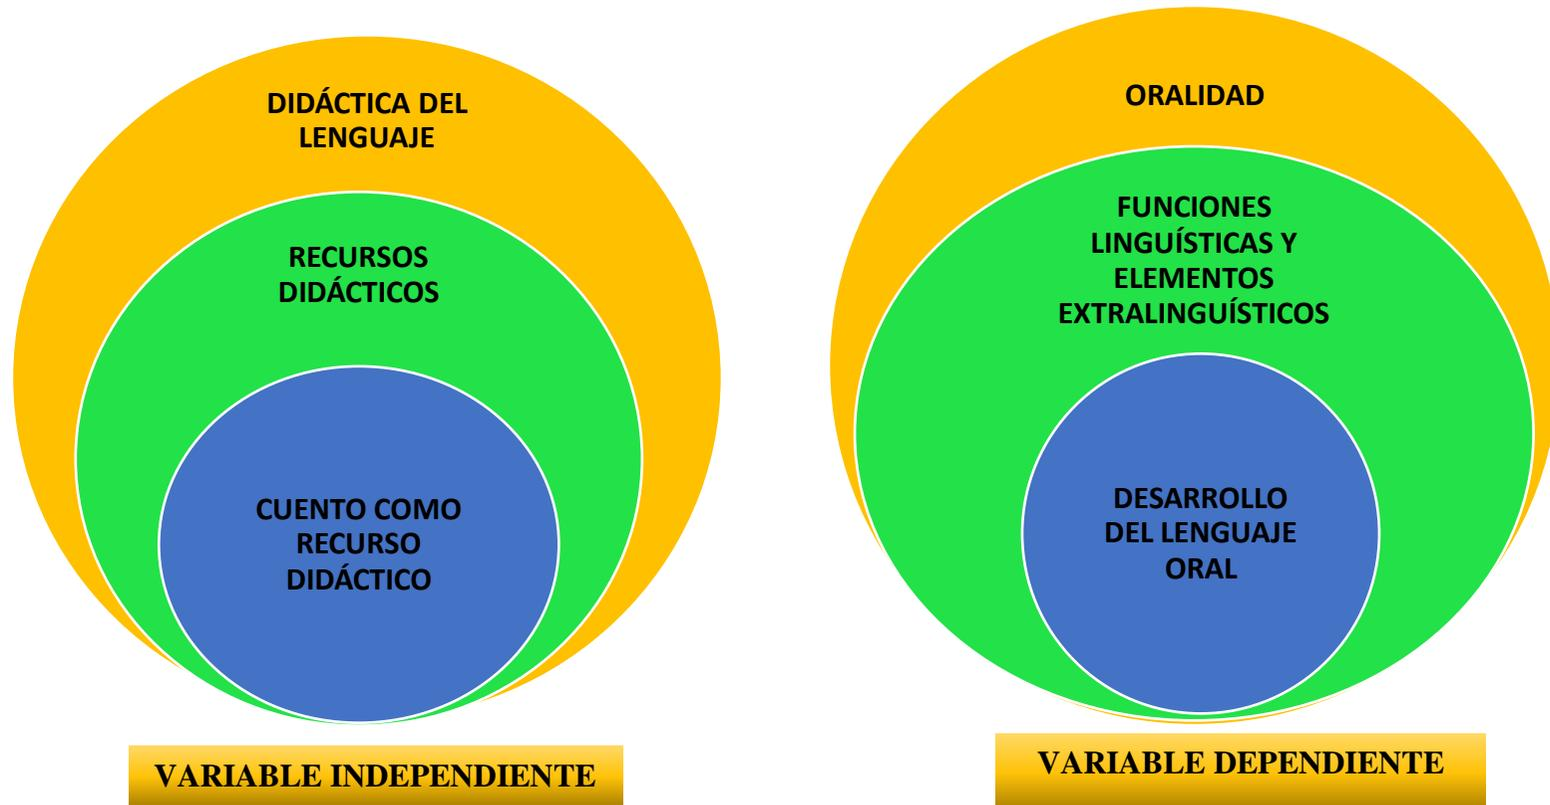 DIDÁCTICA DEL
LENGUAJE
RECURSOS
DIDÁCTICOS
CUENTO COMO
RECURSO
DIDÁCTICO
VARIABLE INDEPENDIENTE
ORALIDAD
FUNCIONES
LINGUÍSTICAS Y
ELEMENTOS
EXTRALINGUÍSTICOS
DESARROLLO
DEL LENGUAJE
ORAL
VARIABLE DEPENDIENTE